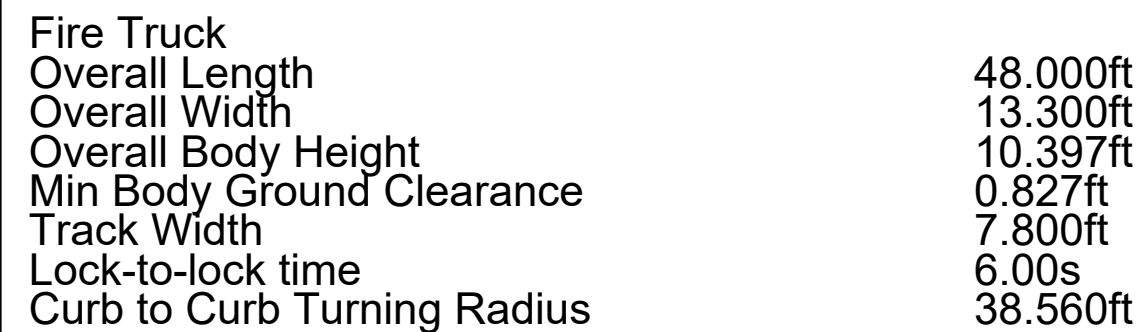 Fire Truck
Overall Length 48.000ft
Overall Width 13.300ft
Overall Body Height 10.397ft
Min Body Ground Clearance 0.827ft
Track Width 7.800ft
Lock-to-lock time 6.00s
Curb to Curb Turning Radius 38.560ft